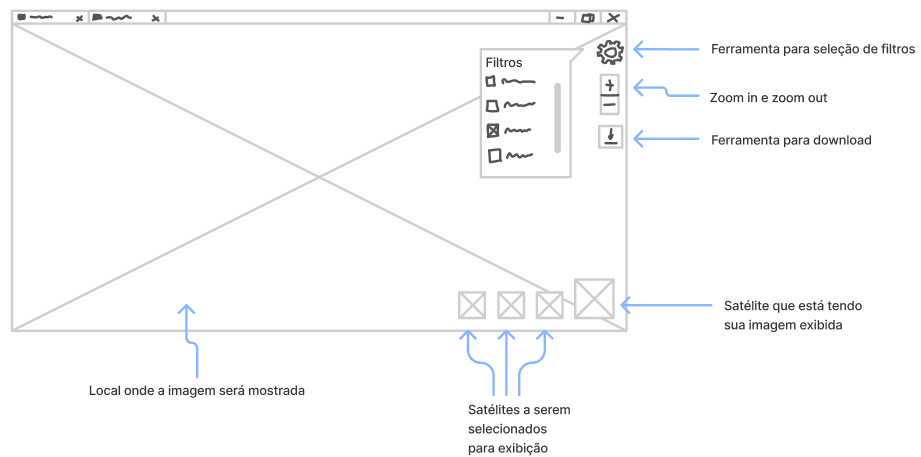 Filtros
Ferramenta para seleção de filtros
Zoom in e zoom out
Ferramenta para download
Satélite que está tendo
sua imagem exibida
Local onde a imagem será mostrada
Satélites a serem
selecionados
para exibição